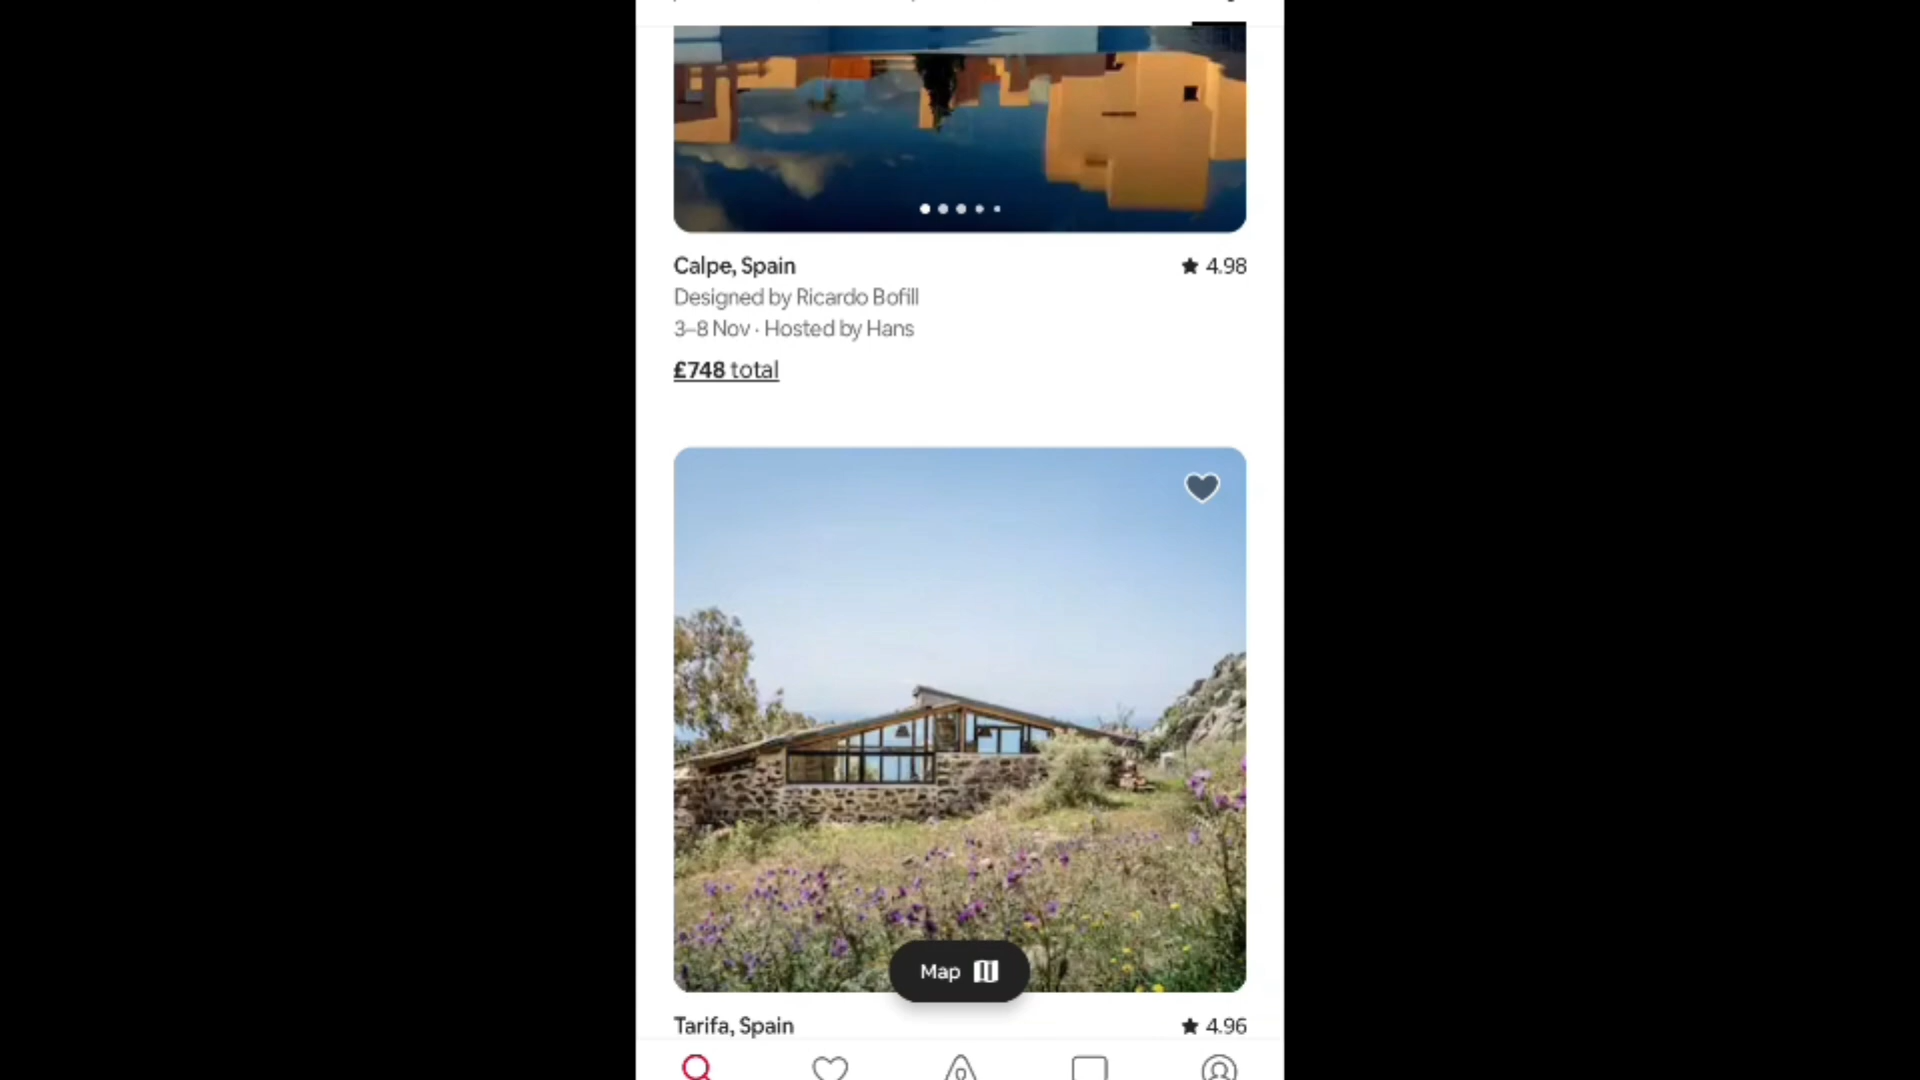 Calpe, Spain
4.98
Designed by Ricardo Bofill
3–8 Nov · Hosted by Hans
£748 total
Map
Tarifa, Spain
4.96